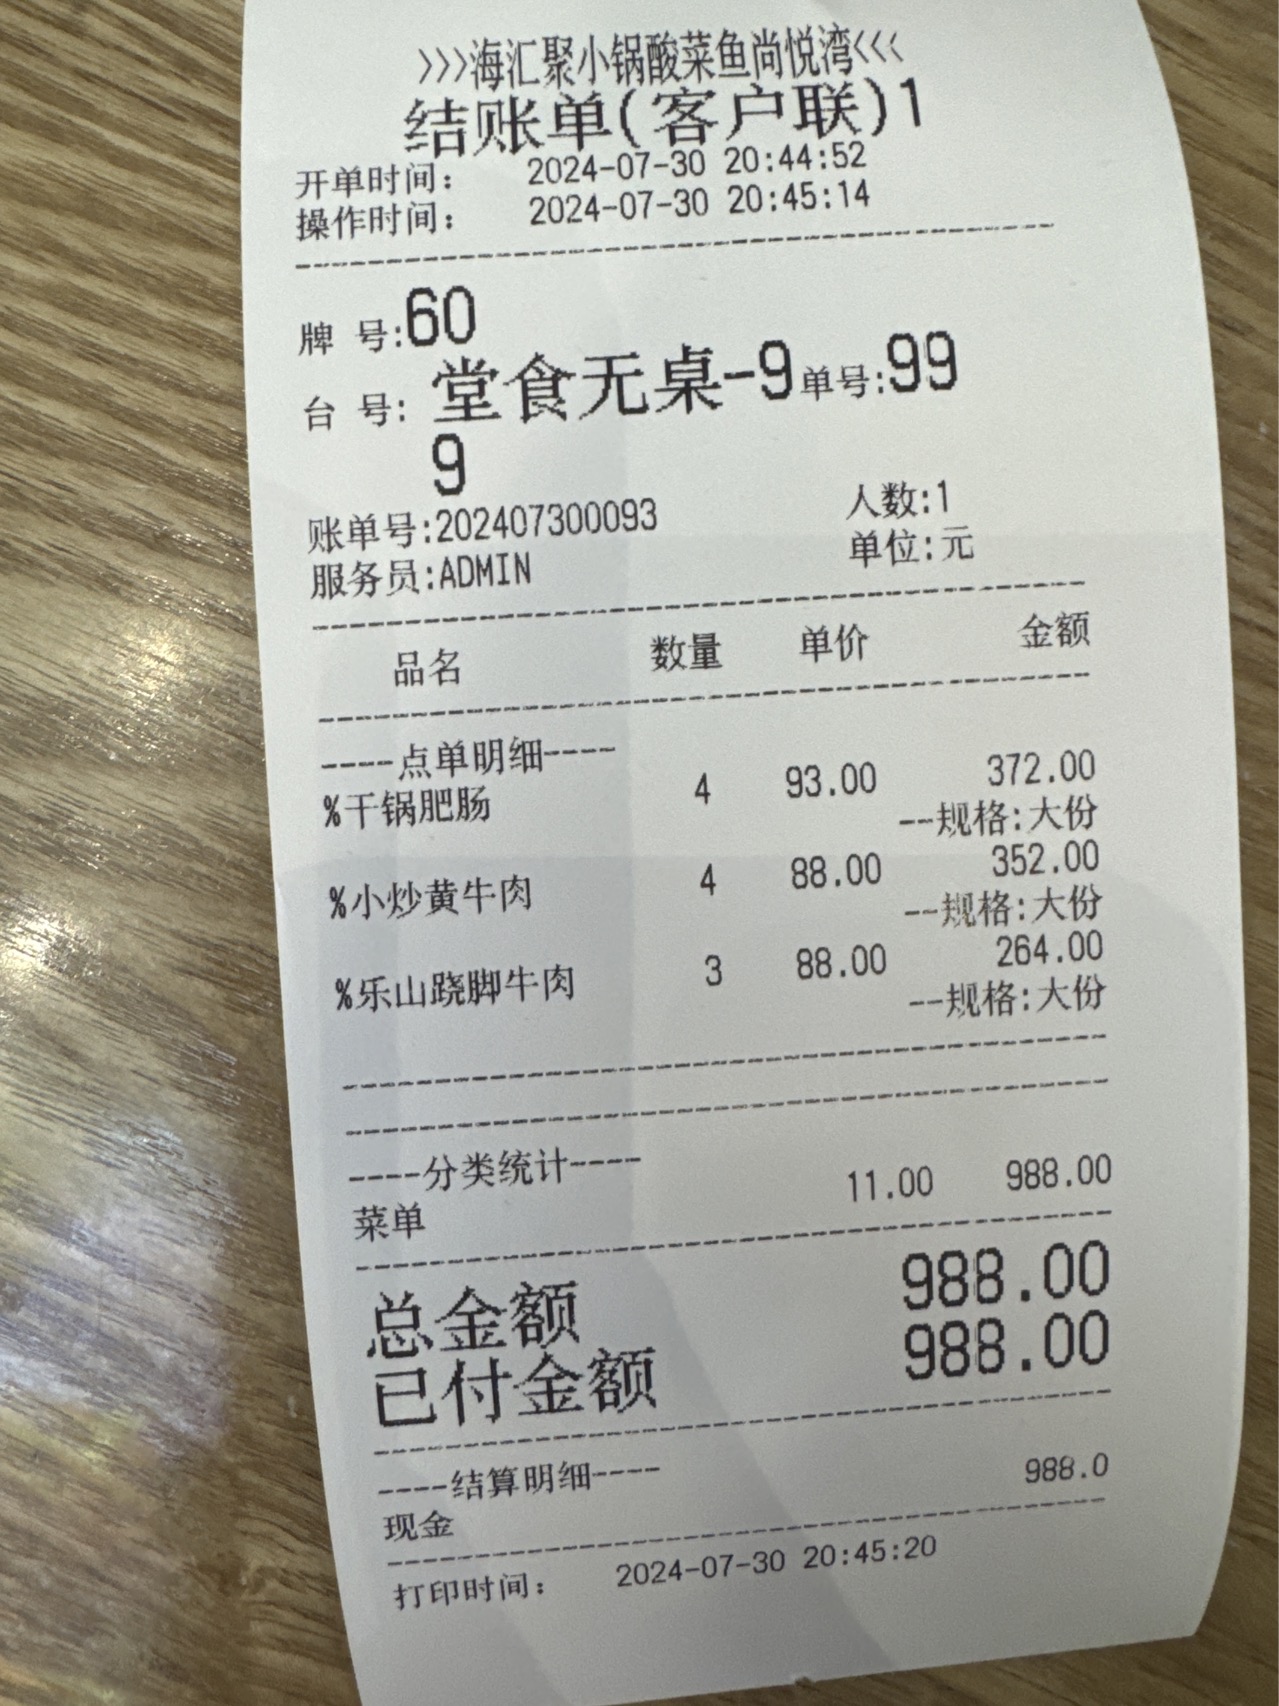 >>>海汇聚小锅酸菜鱼尚悦湾<<<
结账单(客户联)1
开单时间： 2024-07-30 20:44:52
操作时间： 2024-07-30 20:45:14
牌 号:60
台 号: 堂食无桌-9 单号:99
9
账单号:202407300093 人数:1
服务员:ADMIN 单位:元
品名 数量 单价 金额
----点单明细----
%干锅肥肠 4 93.00 372.00
--规格:大份
%小炒黄牛肉 4 88.00 352.00
--规格:大份
%乐山跷脚牛肉 3 88.00 264.00
--规格:大份
----分类统计----
菜单 11.00 988.00
总金额 988.00
已付金额 988.00
----结算明细----
现金 988.0
打印时间： 2024-07-30 20:45:20